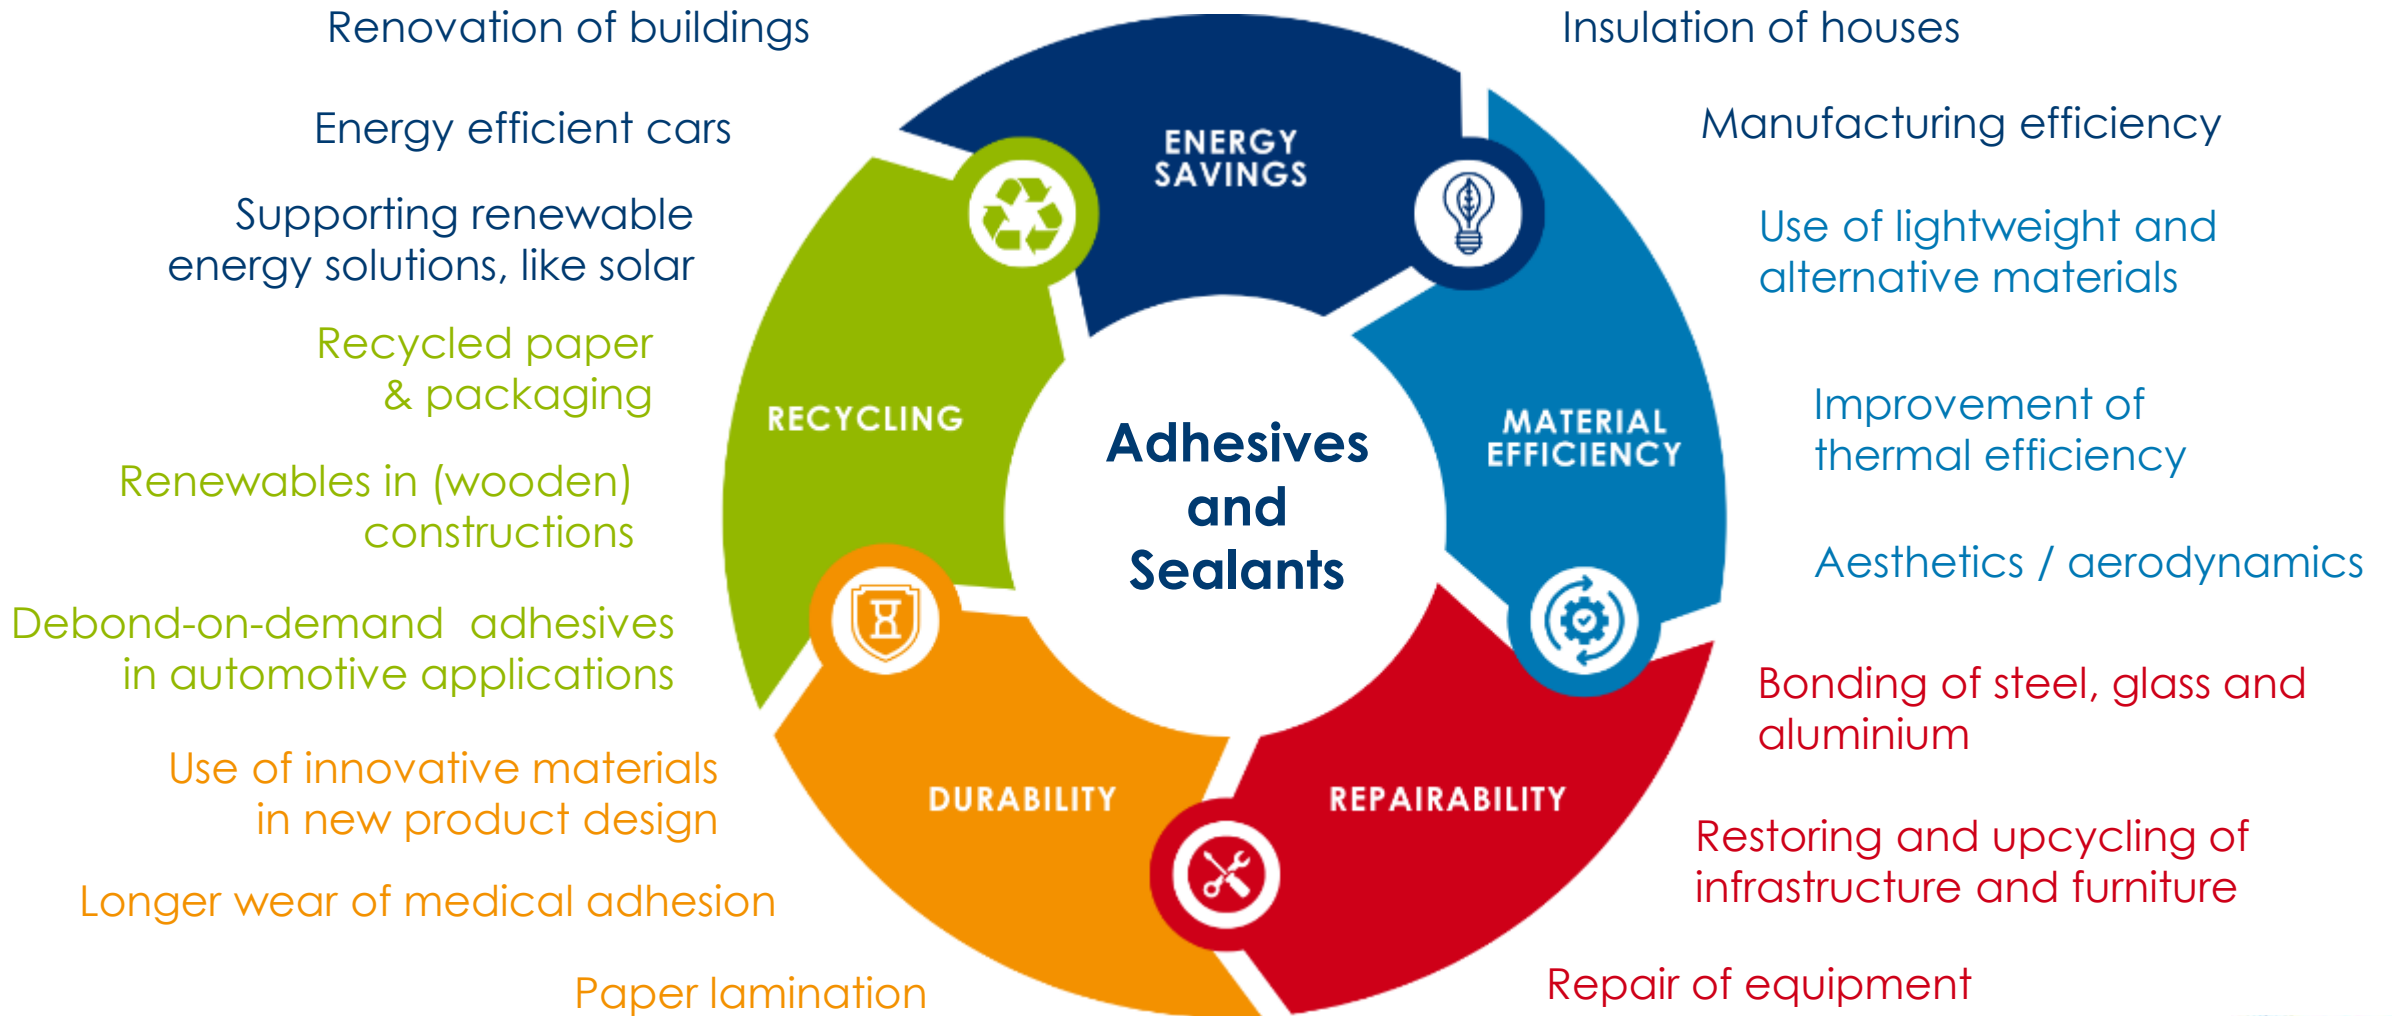 Renovation of buildings
Energy efficient cars
Supporting renewable
energy solutions, like solar
Recycled paper
& packaging
Renewables in (wooden)
constructions
Debond-on-demand  adhesives
in automotive applications
Use of innovative materials
in new product design
Longer wear of medical adhesion
Paper lamination
ENERGY
SAVINGS
RECYCLING
MATERIAL
EFFICIENCY
Adhesives
and
Sealants
DURABILITY
REPAIRABILITY
Insulation of houses
Manufacturing efficiency
Use of lightweight and
alternative materials
Improvement of
thermal efficiency
Aesthetics / aerodynamics
Bonding of steel, glass and
aluminium
Restoring and upcycling of
infrastructure and furniture
Repair of equipment